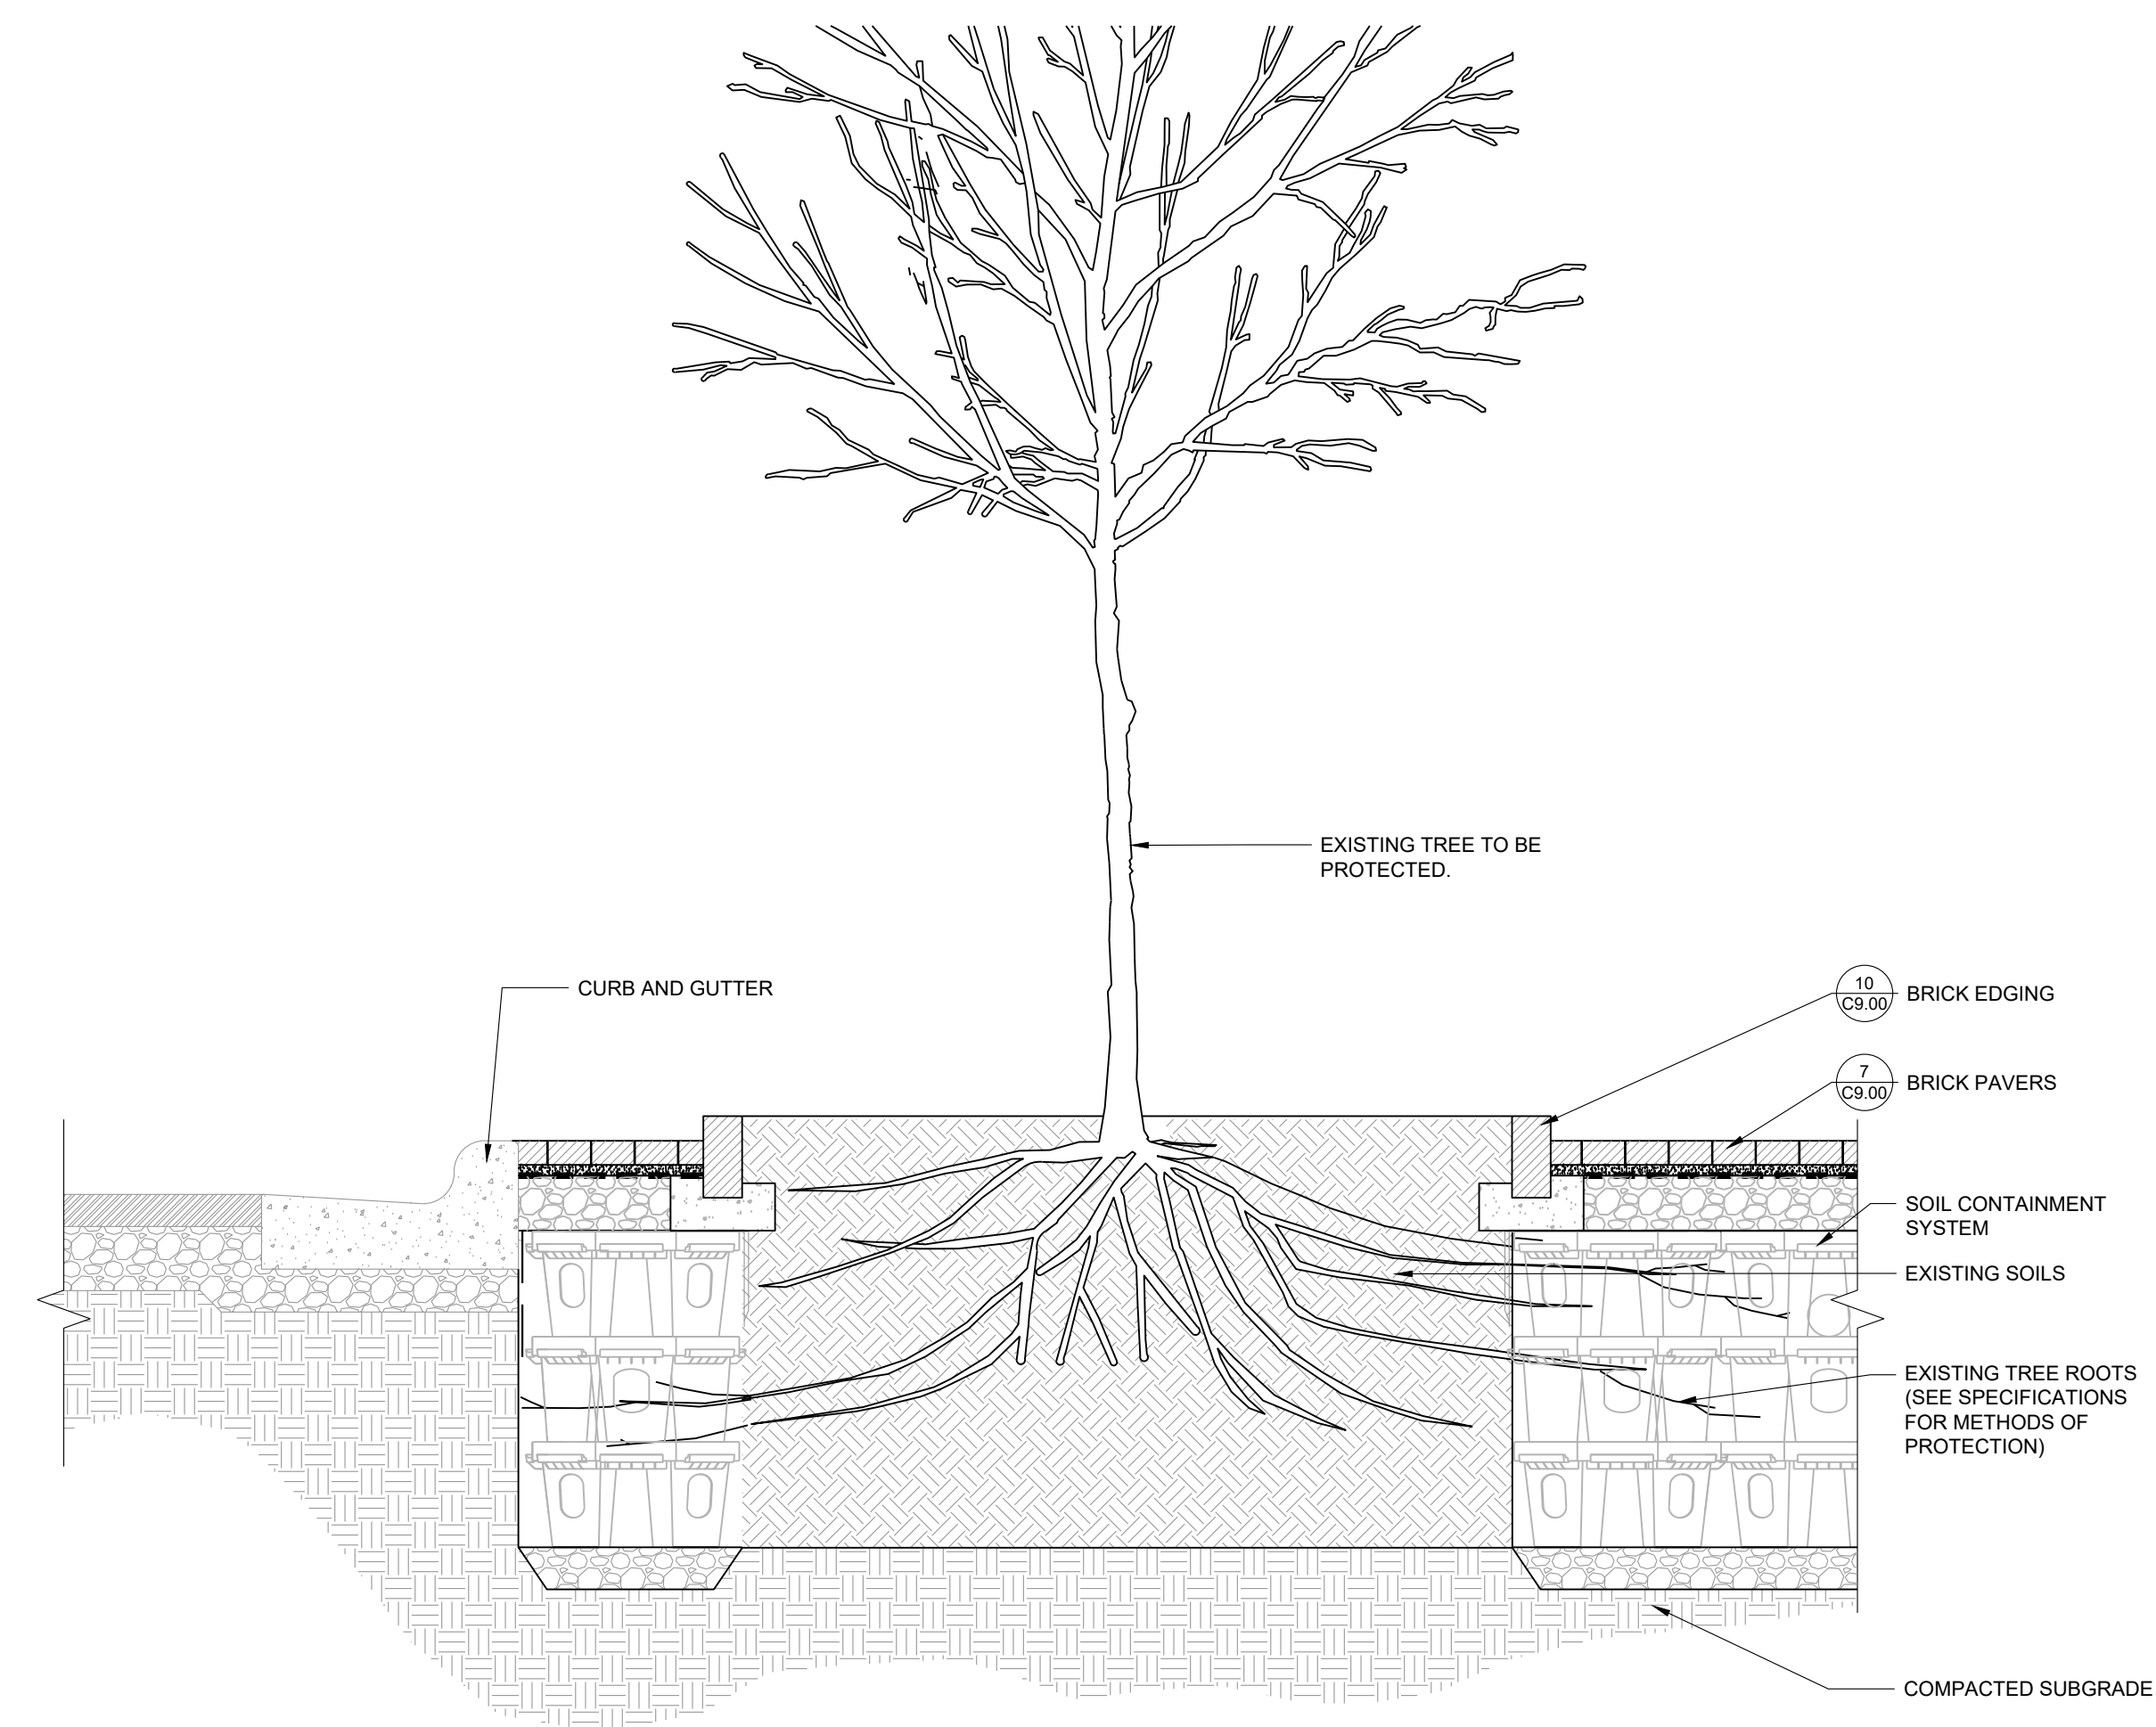 EXISTING TREE TO BE
PROTECTED.
CURB AND GUTTER
10
C9.00
BRICK EDGING
7
C9.00
BRICK PAVERS
SOIL CONTAINMENT
SYSTEM
EXISTING SOILS
EXISTING TREE ROOTS
(SEE SPECIFICATIONS
FOR METHODS OF
PROTECTION)
COMPACTED SUBGRADE